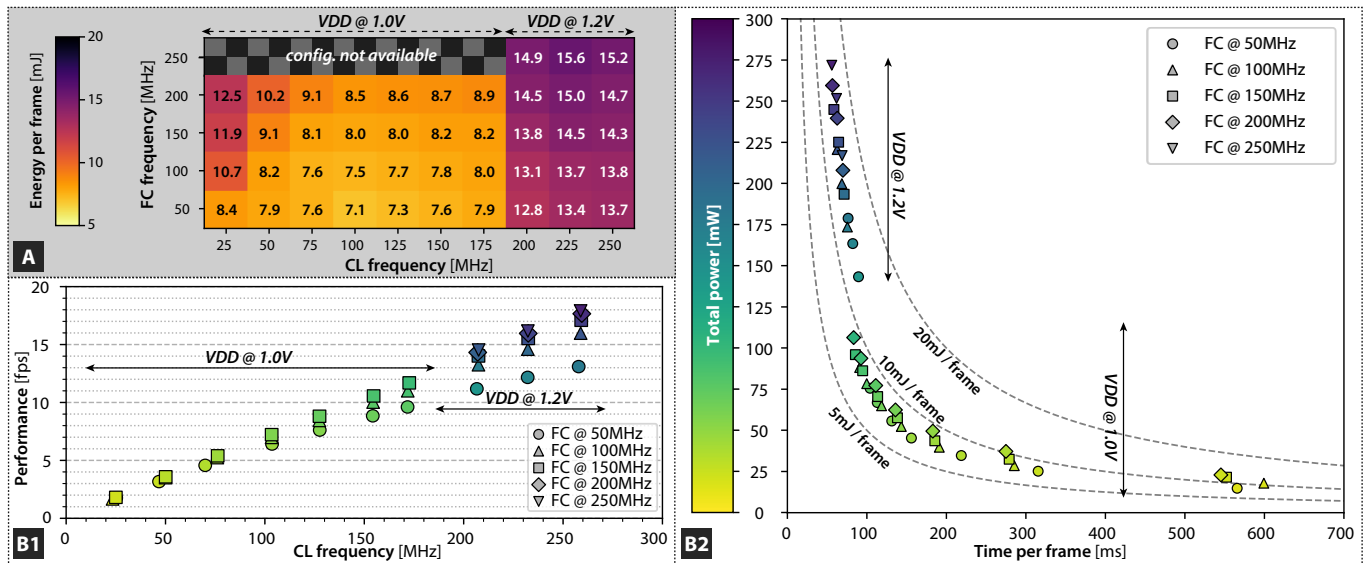 VDD @ 1.0V
VDD @ 1.2V
Energy per frame [mJ]
20
15
10
5
FC frequency [MHz]
250
config. not available
14.9 15.6 15.2
200
12.5 10.2 9.1 8.5 8.6 8.7 8.9 14.5 15.0 14.7
150
11.9 9.1 8.1 8.0 8.0 8.2 8.2 13.8 14.5 14.3
100
10.7 8.2 7.6 7.5 7.7 7.8 8.0 13.1 13.7 13.8
50
8.4 7.9 7.6 7.1 7.3 7.6 7.9 12.8 13.4 13.7
25 50 75 100 125 150 175 200 225 250
CL frequency [MHz]
A
Performance [fps]
20
15
10
5
0
VDD @ 1.0V
VDD @ 1.2V
FC @ 50MHz
FC @ 100MHz
FC @ 150MHz
FC @ 200MHz
FC @ 250MHz
0 50 100 150 200 250 300
CL frequency [MHz]
B1
Total power [mW]
300
275
250
225
200
175
150
125
100
75
50
25
0
FC @ 50MHz
FC @ 100MHz
FC @ 150MHz
FC @ 200MHz
FC @ 250MHz
VDD @ 1.2V
VDD @ 1.0V
20mJ / frame
10mJ / frame
5mJ / frame
0 100 200 300 400 500 600 700
Time per frame [ms]
B2